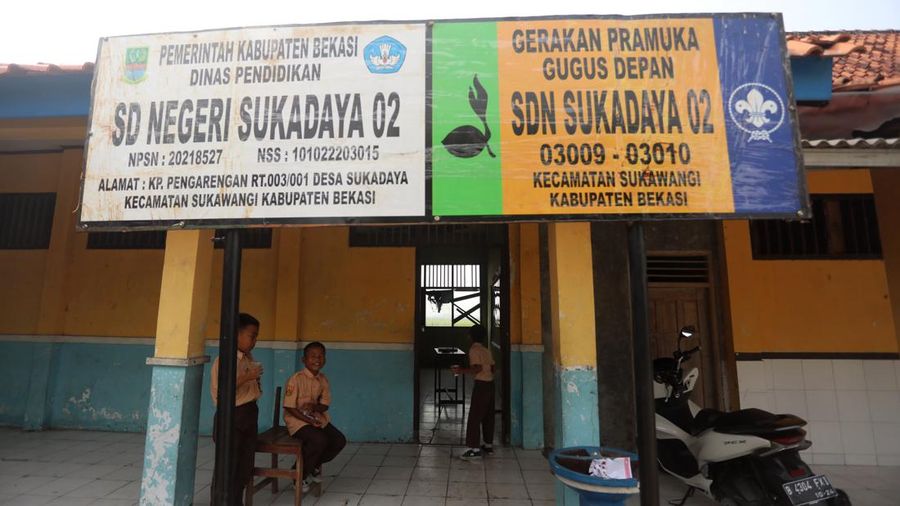 PEMERINTAH KABUPATEN BEKASI
DINAS PENDIDIKAN
SD NEGERI SUKADAYA 02
NPSN : 20218527 NSS : 101022203015
ALAMAT : KP. PENGARENGAN RT.003/001 DESA SUKADAYA
KECAMATAN SUKAWANGI KABUPATEN BEKASI
GERAKAN PRAMUKA
GUGUS DEPAN
SDN SUKADAYA 02
03009 - 03010
KECAMATAN SUKAWANGI
KABUPATEN BEKASI
B 4304
10-24